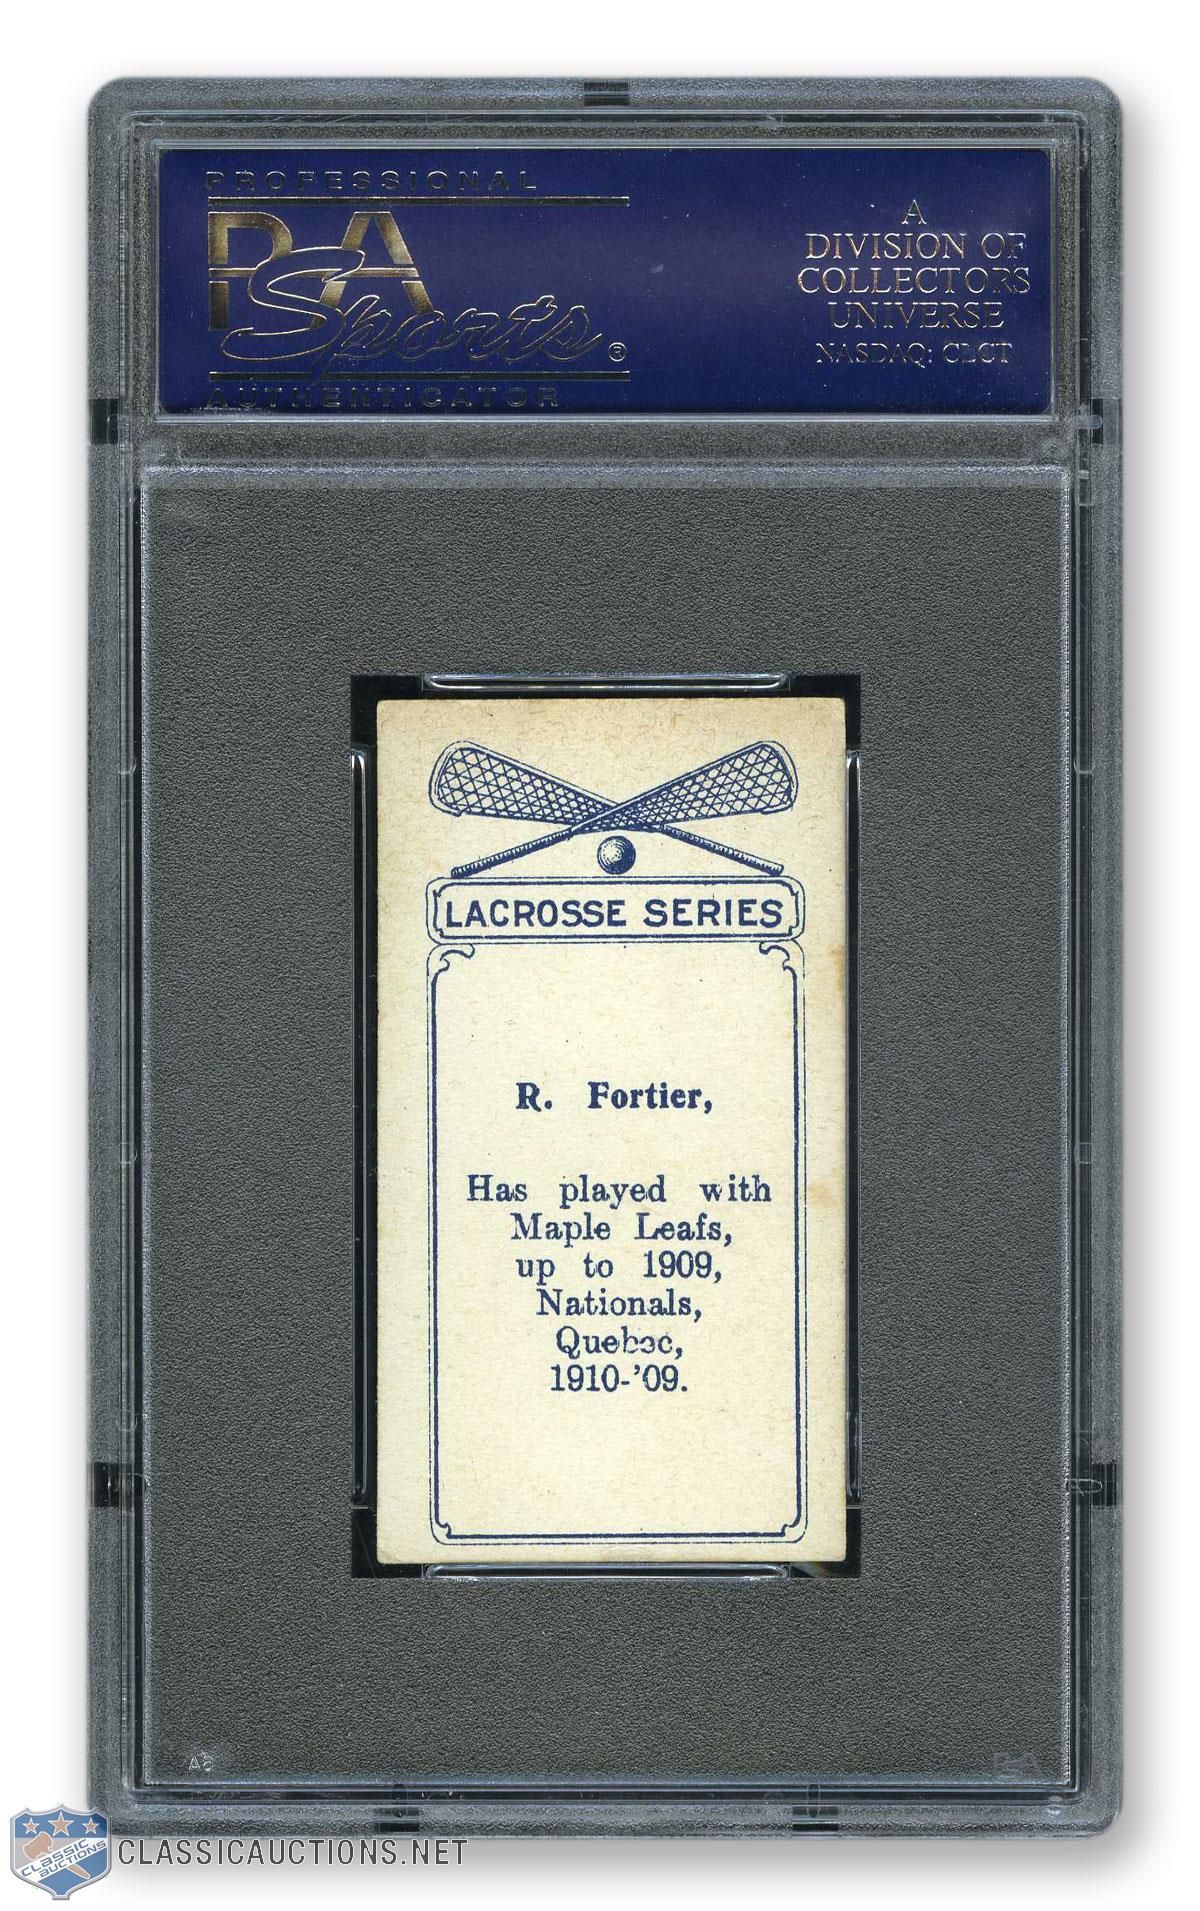 PROFESSIONAL
PSA
Sports®
AUTHENTICATOR
A
DIVISION OF
COLLECTORS
UNIVERSE
NASDAQ: CLCT
LACROSSE SERIES
R. Fortier,
Has played with
Maple Leafs,
up to 1909,
Nationals,
Quebec,
1910-'09.
PSA
CLASSIC
AUCTIONS
CLASSICAUCTIONS.NET